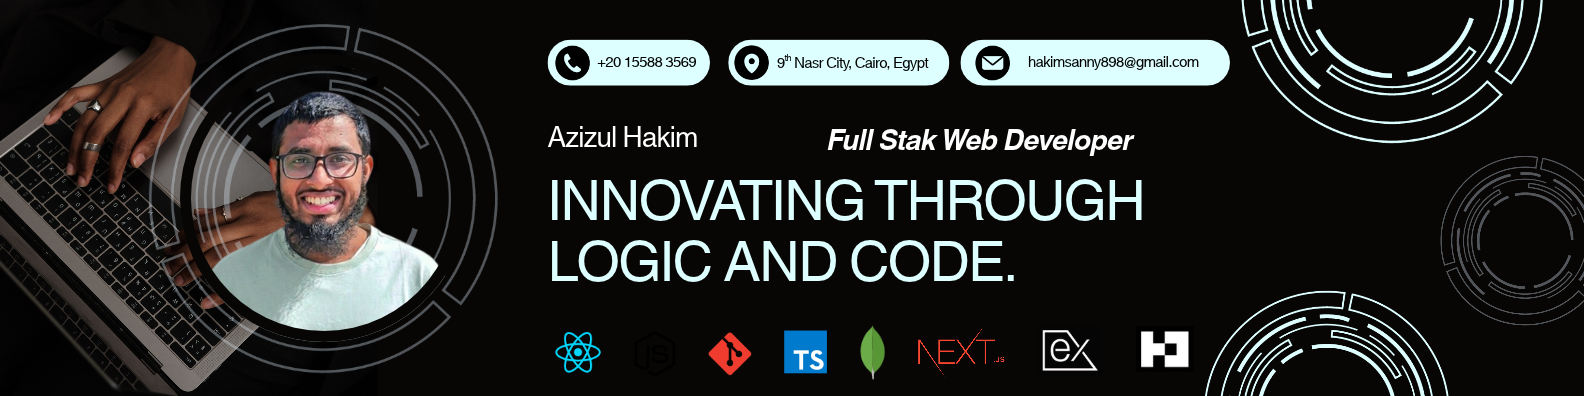 +20 15588 3569
9th Nasr City, Cairo, Egypt
hakimsanny898@gmail.com
Azizul Hakim
Full Stak Web Developer
INNOVATING THROUGH
LOGIC AND CODE.
JS
TS
NEXT.JS
ex